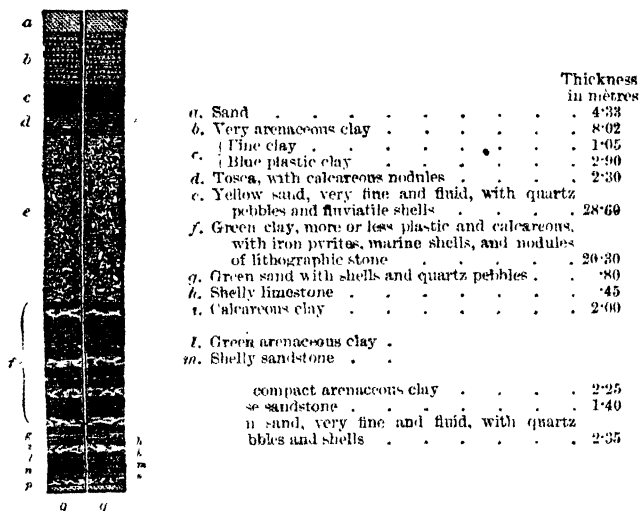 Thickness
in mètres
a. Sand . . . . . . . . 4·33
b. Very arenaceous clay . . . . . . 8·02
c. { Fine clay . . . . . . . . 1·05
{ Blue plastic clay . . . . . . 2·90
d. Tosca, with calcareous nodules . . . . 2·30
e. Yellow sand, very fine and fluid, with quartz
pebbles and fluviatile shells . . . . 28·60
f. Green clay, more or less plastic and calcareous,
with iron pyrites, marine shells, and nodules
of lithographic stone . . . . . 20·30
g. Green sand with shells and quartz pebbles . . ·80
h. Shelly limestone . . . . . . . ·45
i. Calcareous clay . . . . . . . 2·00
l. Green arenaceous clay .
m. Shelly sandstone . .
compact arenaceous clay . . . . 2·25
se sandstone . . . . . . . 1·40
n sand, very fine and fluid, with quartz
bbles and shells . . . . . . 2·35
a
b
c
d
e
f
g h
i k
l m
n
p
q q